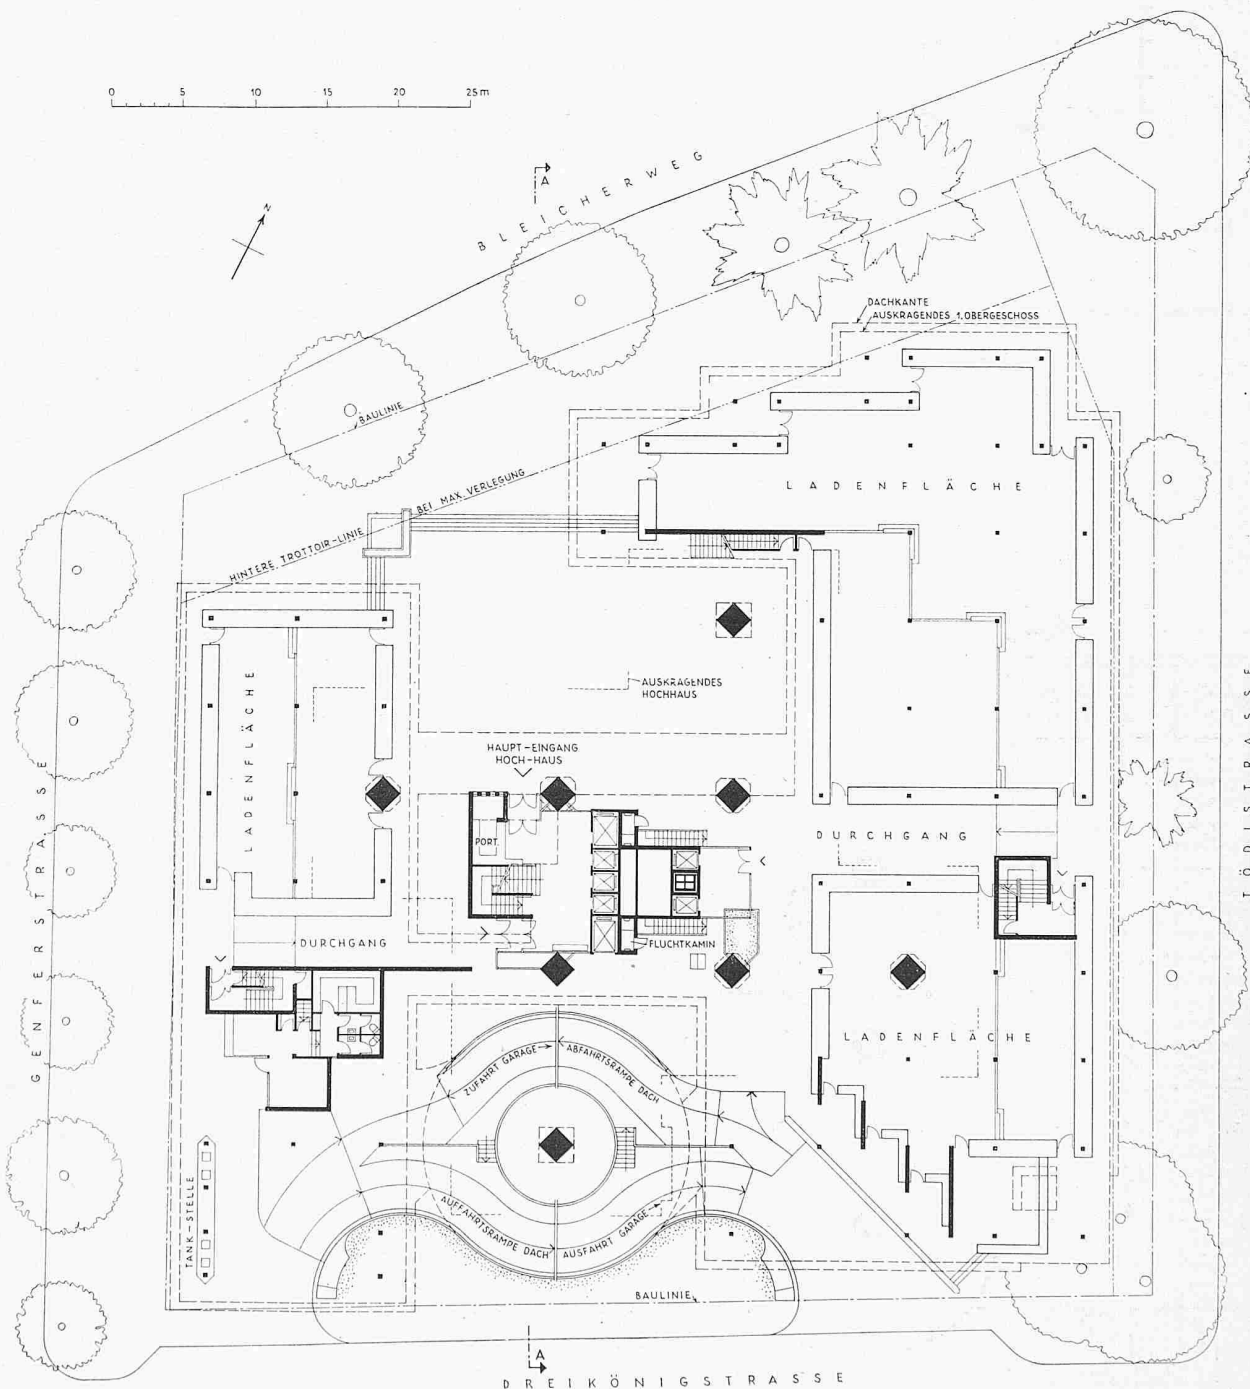 0 5 10 15 20 25 m
A
BLEICHERWEG
N
DACHKANTE
AUSKRAGENDES 1. OBERGESCHOSS
BAULINIE
LADENFLÄCHE
HINTERE TROTTOIR-LINIE BEI MAX. VERLEGUNG
AUSKRAGENDES
HOCHHAUS
LADENFLÄCHE
HAUPT-EINGANG
HOCH-HAUS
TÖDISTRASSE
GENFERSTRASSE
PORT.
DURCHGANG
DURCHGANG
FLUCHTKAMIN
LADENFLÄCHE
ZUFAHRT GARAGE
ABFAHRTSRAMPE DACH
TANK-STELLE
AUFFAHRTSRAMPE DACH
AUSFAHRT GARAGE
BAULINIE
A
DREIKÖNIGSTRASSE